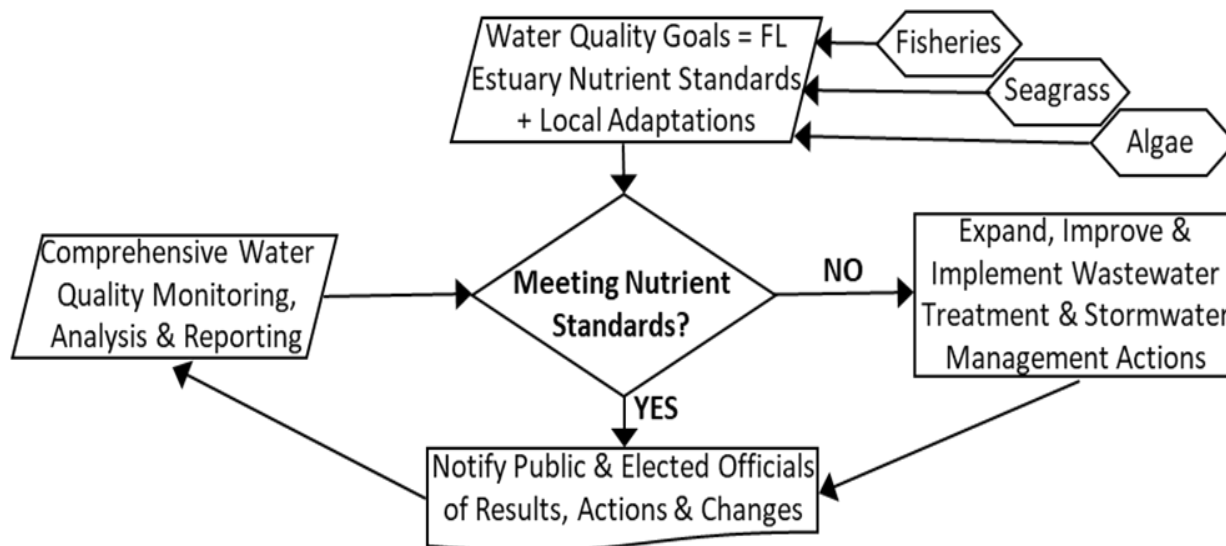 Water Quality Goals = FL
Estuary Nutrient Standards
+ Local Adaptations
Fisheries
Seagrass
Algae
Comprehensive Water
Quality Monitoring,
Analysis & Reporting
Meeting Nutrient
Standards?
NO
Expand, Improve &
Implement Wastewater
Treatment & Stormwater
Management Actions
YES
Notify Public & Elected Officials
of Results, Actions & Changes